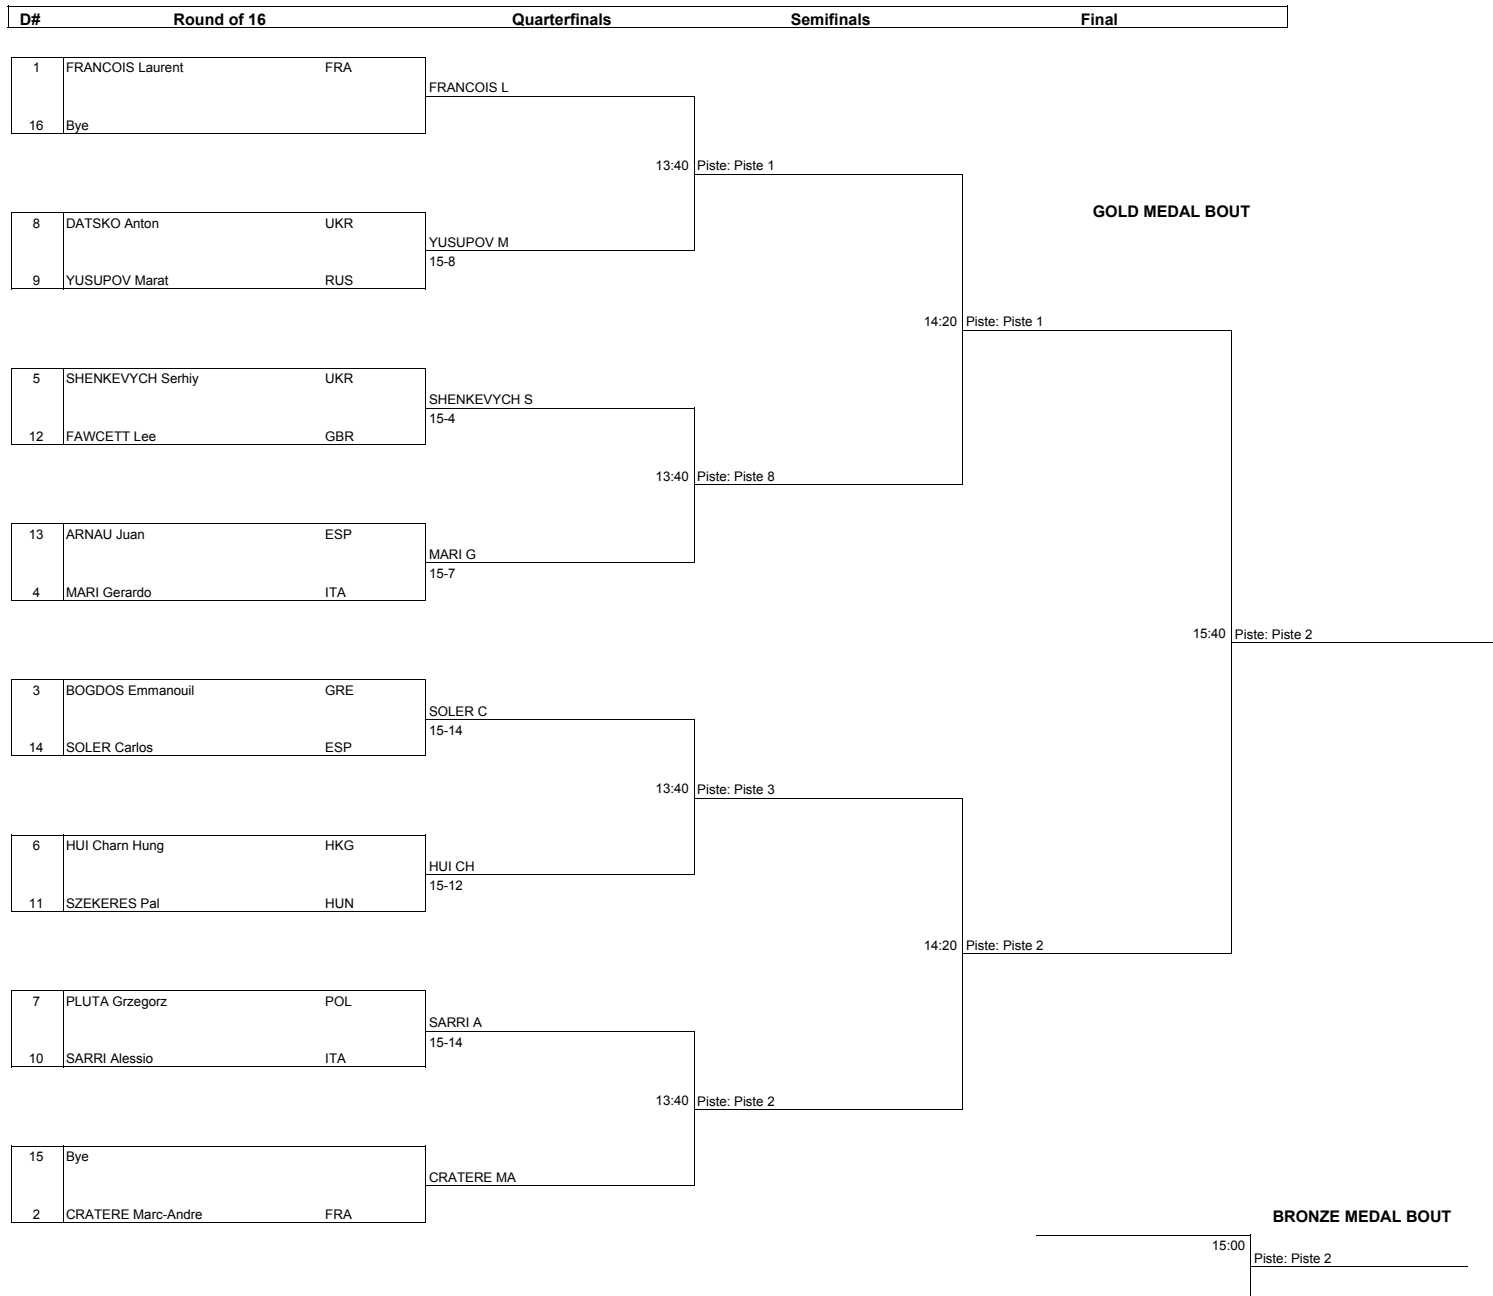 D# Round of 16 Quarterfinals Semifinals Final
1 FRANCOIS Laurent FRA
FRANCOIS L
16 Bye
13:40 Piste: Piste 1
GOLD MEDAL BOUT
8 DATSKO Anton UKR
YUSUPOV M
15-8
9 YUSUPOV Marat RUS
14:20 Piste: Piste 1
5 SHENKEVYCH Serhiy UKR
SHENKEVYCH S
15-4
12 FAWCETT Lee GBR
13:40 Piste: Piste 8
13 ARNAU Juan ESP
MARI G
15-7
4 MARI Gerardo ITA
15:40 Piste: Piste 2
3 BOGDOS Emmanouil GRE
SOLER C
15-14
14 SOLER Carlos ESP
13:40 Piste: Piste 3
6 HUI Charn Hung HKG
HUI CH
15-12
11 SZEKERES Pal HUN
14:20 Piste: Piste 2
7 PLUTA Grzegorz POL
SARRI A
15-14
10 SARRI Alessio ITA
13:40 Piste: Piste 2
15 Bye
CRATERE MA
2 CRATERE Marc-Andre FRA
BRONZE MEDAL BOUT
15:00 Piste: Piste 2